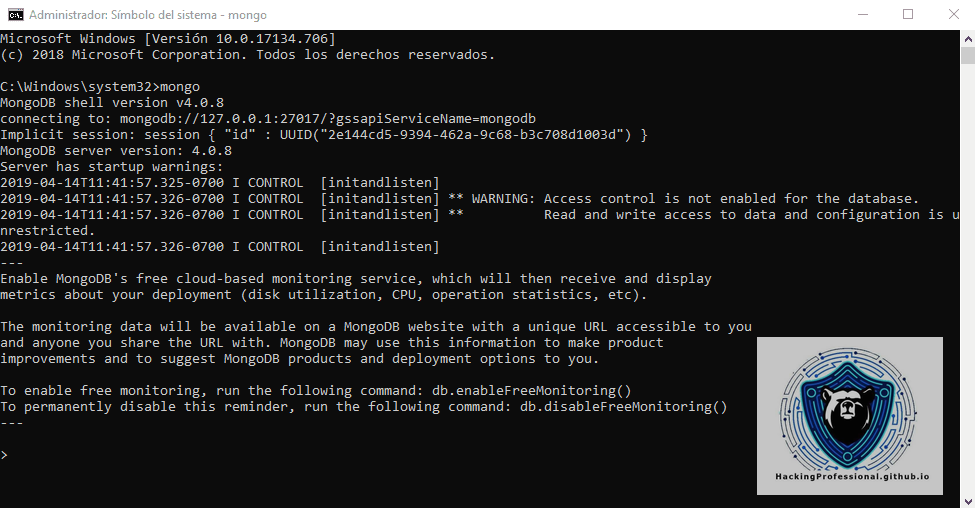 Administrador: Símbolo del sistema - mongo
Microsoft Windows [Versión 10.0.17134.706]
(c) 2018 Microsoft Corporation. Todos los derechos reservados.
C:\Windows\system32>mongo
MongoDB shell version v4.0.8
connecting to: mongodb://127.0.0.1:27017/?gssapiServiceName=mongodb
Implicit session: session { "id" : UUID("2e144cd5-9394-462a-9c68-b3c708d1003d") }
MongoDB server version: 4.0.8
Server has startup warnings:
2019-04-14T11:41:57.325-0700 I CONTROL  [initandlisten]
2019-04-14T11:41:57.326-0700 I CONTROL  [initandlisten] ** WARNING: Access control is not enabled for the database.
2019-04-14T11:41:57.326-0700 I CONTROL  [initandlisten] **          Read and write access to data and configuration is u
nrestricted.
2019-04-14T11:41:57.326-0700 I CONTROL  [initandlisten]
---
Enable MongoDB's free cloud-based monitoring service, which will then receive and display
metrics about your deployment (disk utilization, CPU, operation statistics, etc).
The monitoring data will be available on a MongoDB website with a unique URL accessible to you
and anyone you share the URL with. MongoDB may use this information to make product
improvements and to suggest MongoDB products and deployment options to you.
To enable free monitoring, run the following command: db.enableFreeMonitoring()
To permanently disable this reminder, run the following command: db.disableFreeMonitoring()
---
>
HackingProfessional.github.io